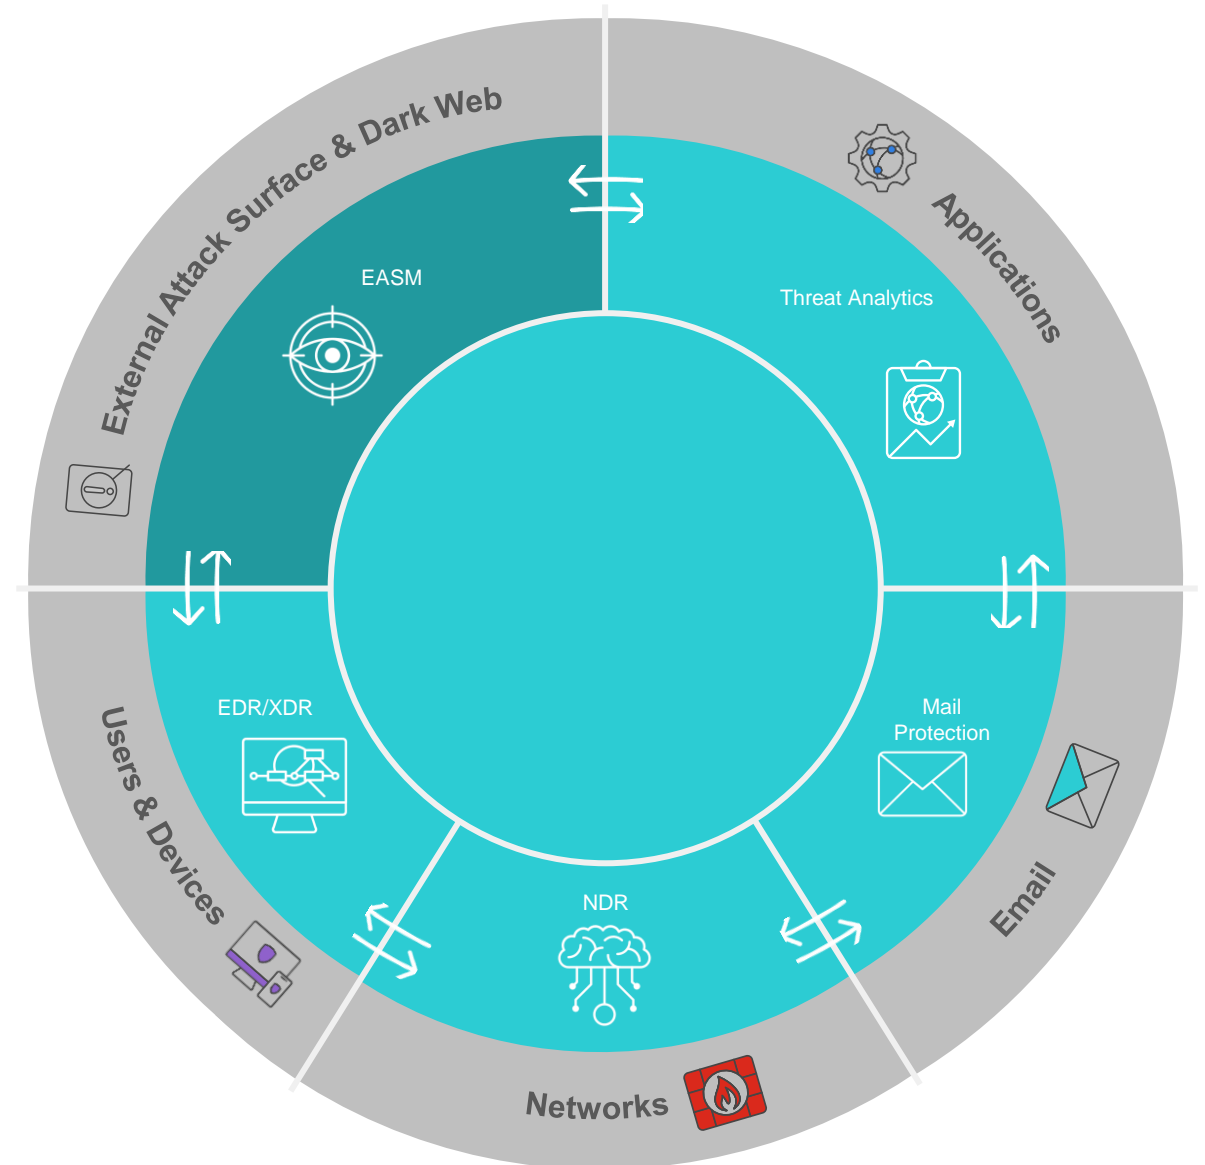 External Attack Surface & Dark Web
Applications
EASM
Threat Analytics
EDR/XDR
Mail
Protection
Users & Devices
Email
NDR
Networks